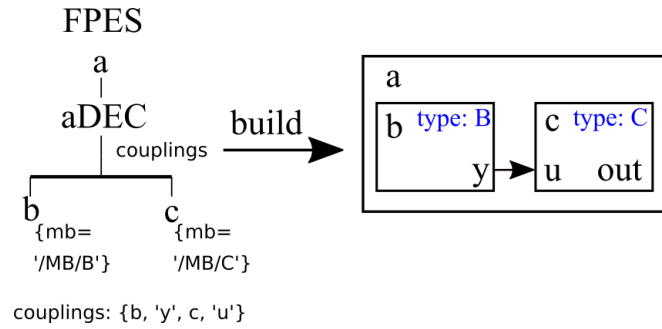 FPES
a
aDEC
couplings
b
c
{mb=
'/MB/B'}
{mb=
'/MB/C'}
couplings: {b, 'y', c, 'u'}
build
a
b type: B
y
c type: C
u out